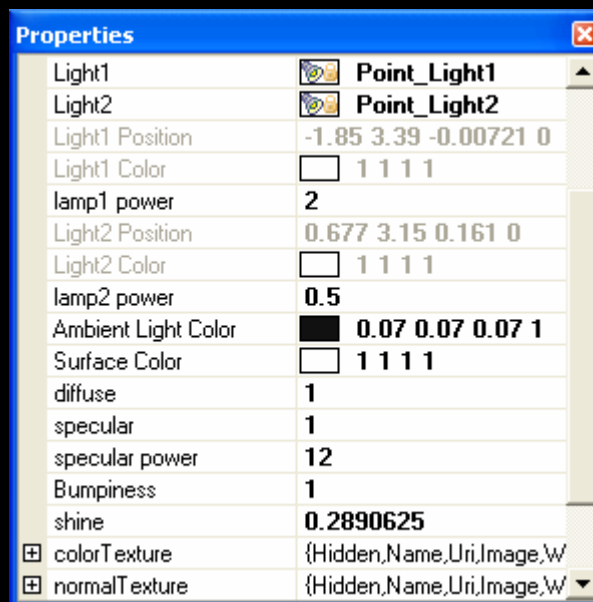 Properties
Light1 Point_Light1
Light2 Point_Light2
Light1 Position -1.85 3.39 -0.00721 0
Light1 Color 1 1 1 1
lamp1 power 2
Light2 Position 0.677 3.15 0.161 0
Light2 Color 1 1 1 1
lamp2 power 0.5
Ambient Light Color 0.07 0.07 0.07 1
Surface Color 1 1 1 1
diffuse 1
specular 1
specular power 12
Bumpiness 1
shine 0.2890625
colorTexture {Hidden,Name,Uri,Image,W
normalTexture {Hidden,Name,Uri,Image,W